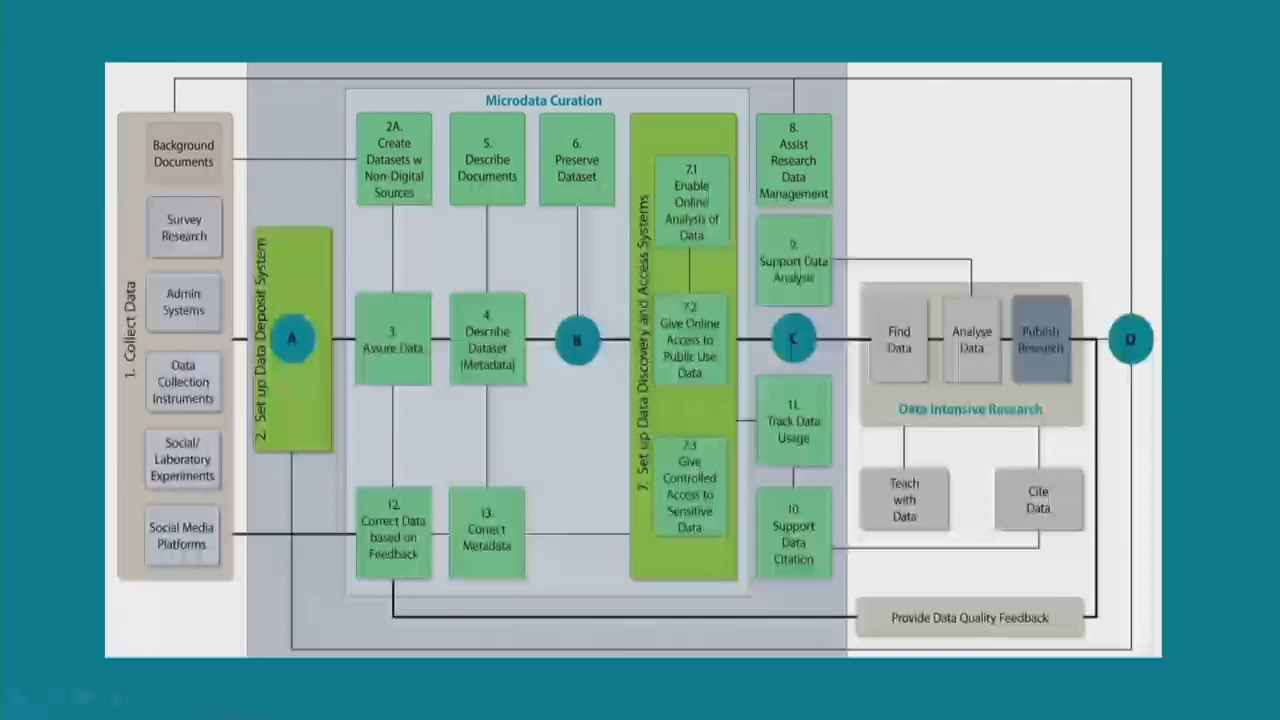 Microdata Curation
1. Collect Data
Background
Documents
Survey
Research
Admin
Systems
Data
Collection
Instruments
Social/
Laboratory
Experiments
Social Media
Platforms
2. Set up Data Deposit System
A
2A.
Create
Datasets w
Non-Digital
Sources
3.
Assure Data
12.
Correct Data
based on
Feedback
5.
Describe
Documents
4.
Describe
Dataset
(Metadata)
13.
Correct
Metadata
6.
Preserve
Dataset
B
7. Set up Data Discovery and Access Systems
7.1
Enable
Online
Analysis of
Data
7.2
Give Online
Access to
Public Use
Data
7.3
Give
Controlled
Access to
Sensitive
Data
8.
Assist
Research
Data
Management
9.
Support Data
Analysis
C
11.
Track Data
Usage
10.
Support
Data
Citation
Find
Data
Analyse
Data
Publish
Research
Data Intensive Research
Teach
with
Data
Cite
Data
Provide Data Quality Feedback
D